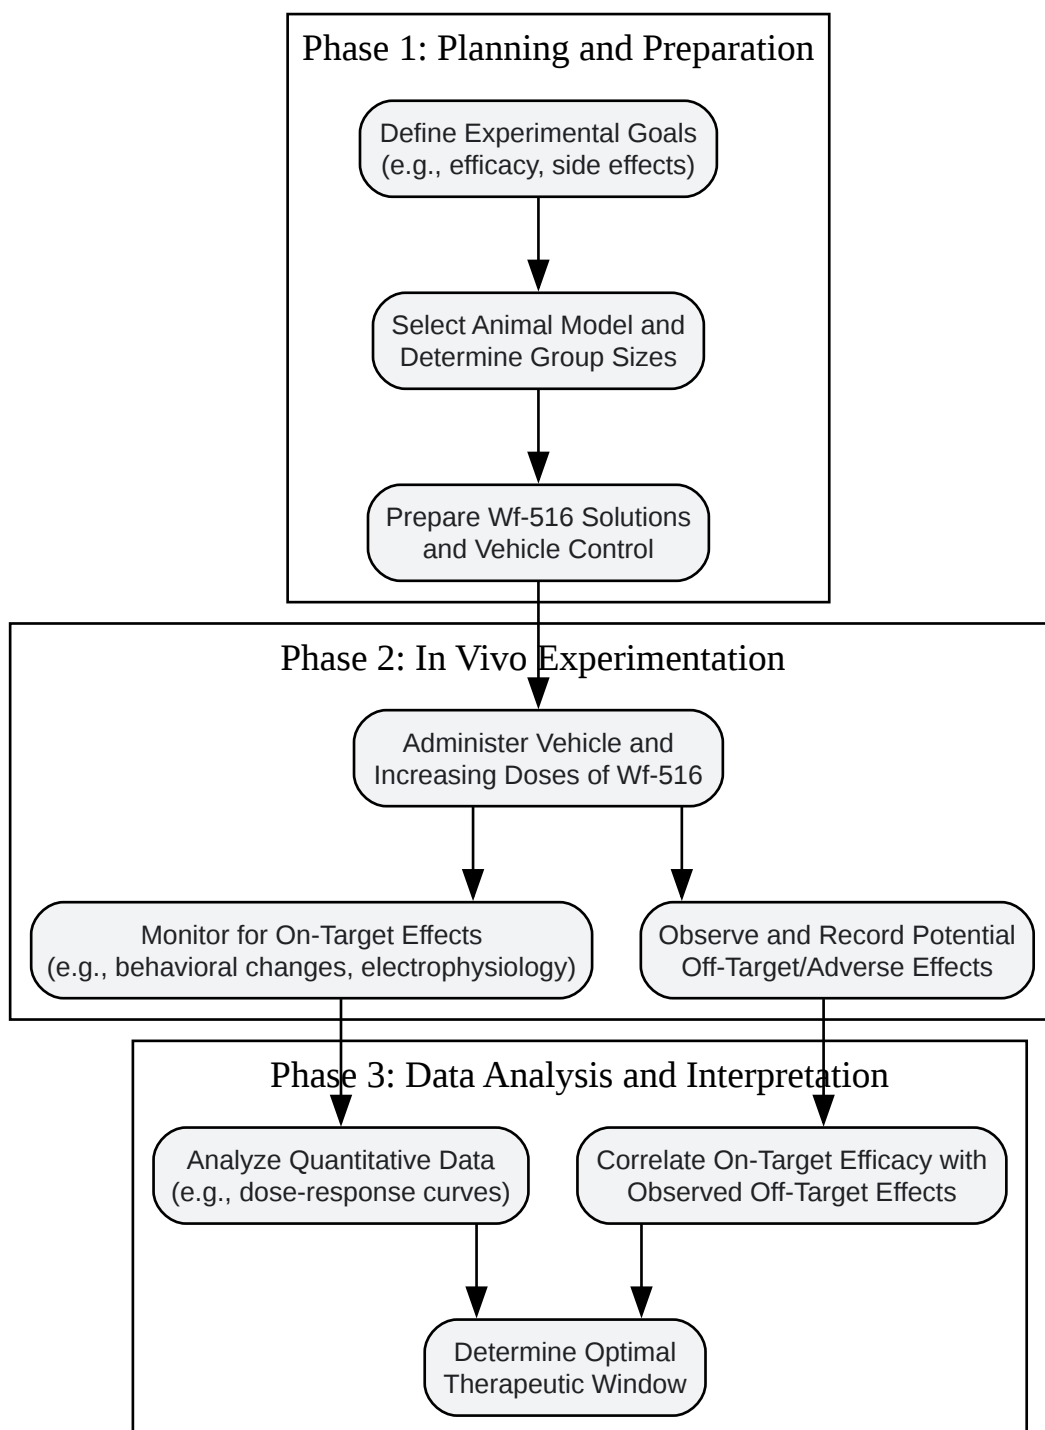 Phase 1: Planning and Preparation
Define Experimental Goals
(e.g., efficacy, side effects)
Select Animal Model and
Determine Group Sizes
Prepare Wf-516 Solutions
and Vehicle Control
Phase 2: In Vivo Experimentation
Administer Vehicle and
Increasing Doses of Wf-516
Monitor for On-Target Effects
(e.g., behavioral changes, electrophysiology)
Observe and Record Potential
Off-Target/Adverse Effects
Phase 3: Data Analysis and Interpretation
Analyze Quantitative Data
(e.g., dose-response curves)
Correlate On-Target Efficacy with
Observed Off-Target Effects
Determine Optimal
Therapeutic Window